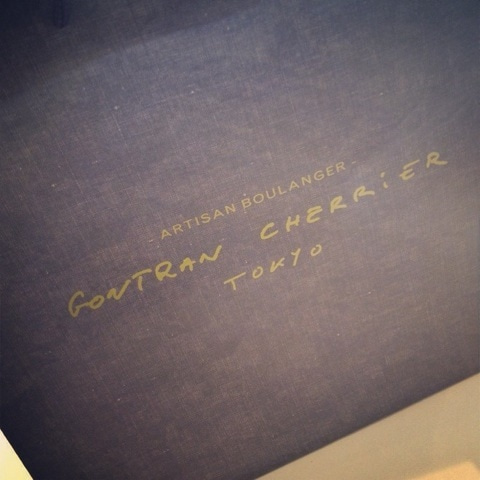 - ARTISAN BOULANGER -
GONTRAN CHERRiER
TOKYO